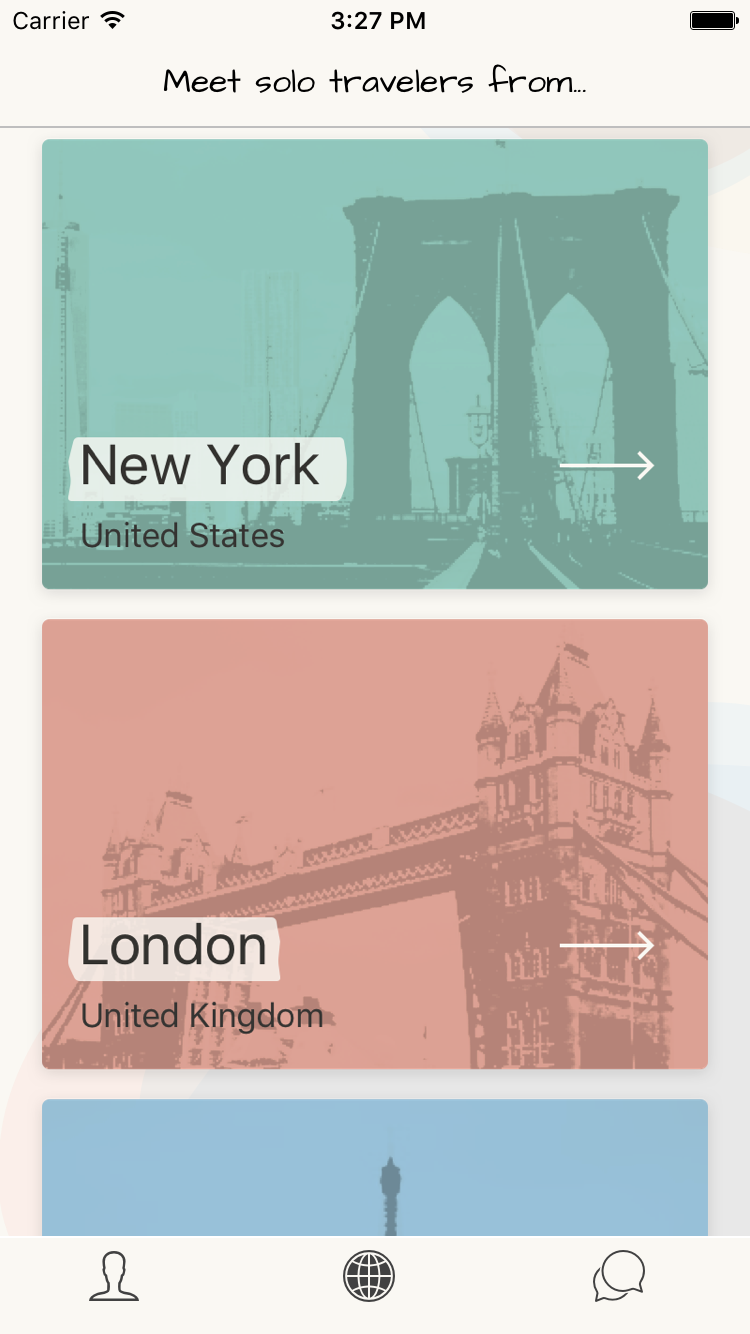 Carrier 3:27 PM
Meet solo travelers from...
New York
United States
London
United Kingdom